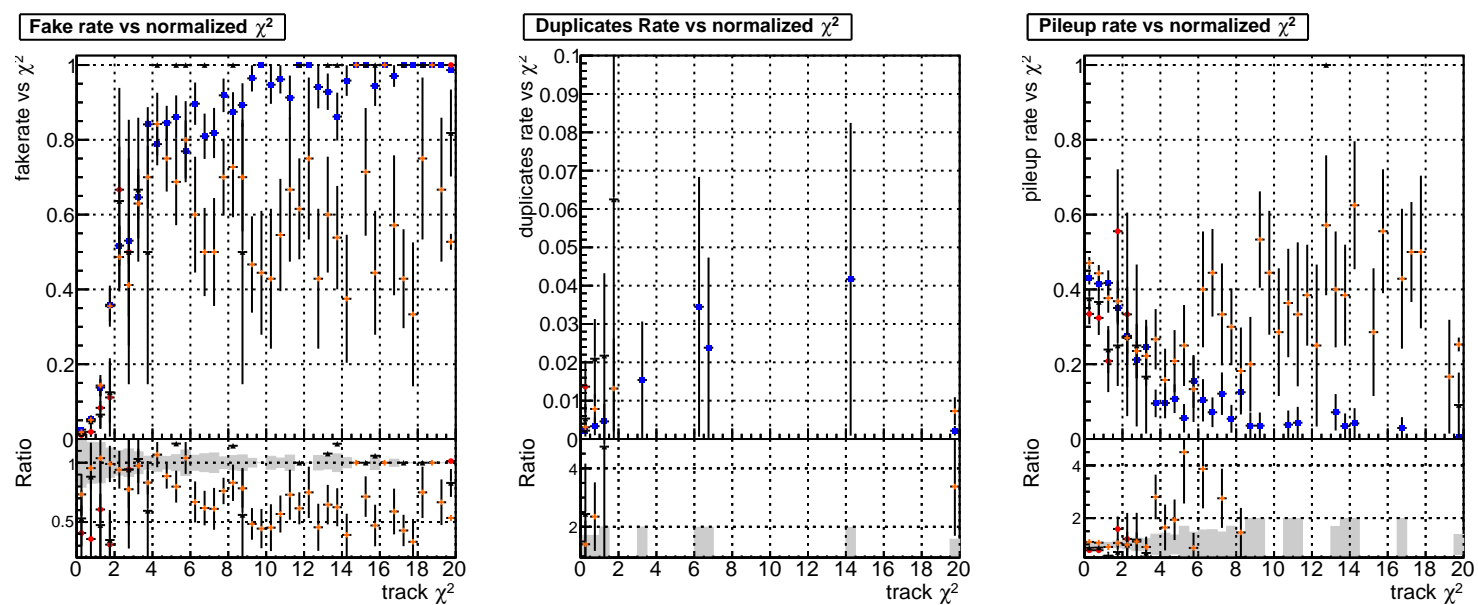 Fake rate vs normalized χ²
Duplicates Rate vs normalized χ²
Pileup rate vs normalized χ²
fakerate vs χ²
1
0.8
0.6
0.4
0.2
0
Ratio
1
0.5
0 2 4 6 8 10 12 14 16 18 20
track χ²
duplicates rate vs χ²
0.1
0.09
0.08
0.07
0.06
0.05
0.04
0.03
0.02
0.01
0
Ratio
4
2
0 2 4 6 8 10 12 14 16 18 20
track χ²
pileup rate vs χ²
1
0.8
0.6
0.4
0.2
0
Ratio
4
2
0 2 4 6 8 10 12 14 16 18 20
track χ²